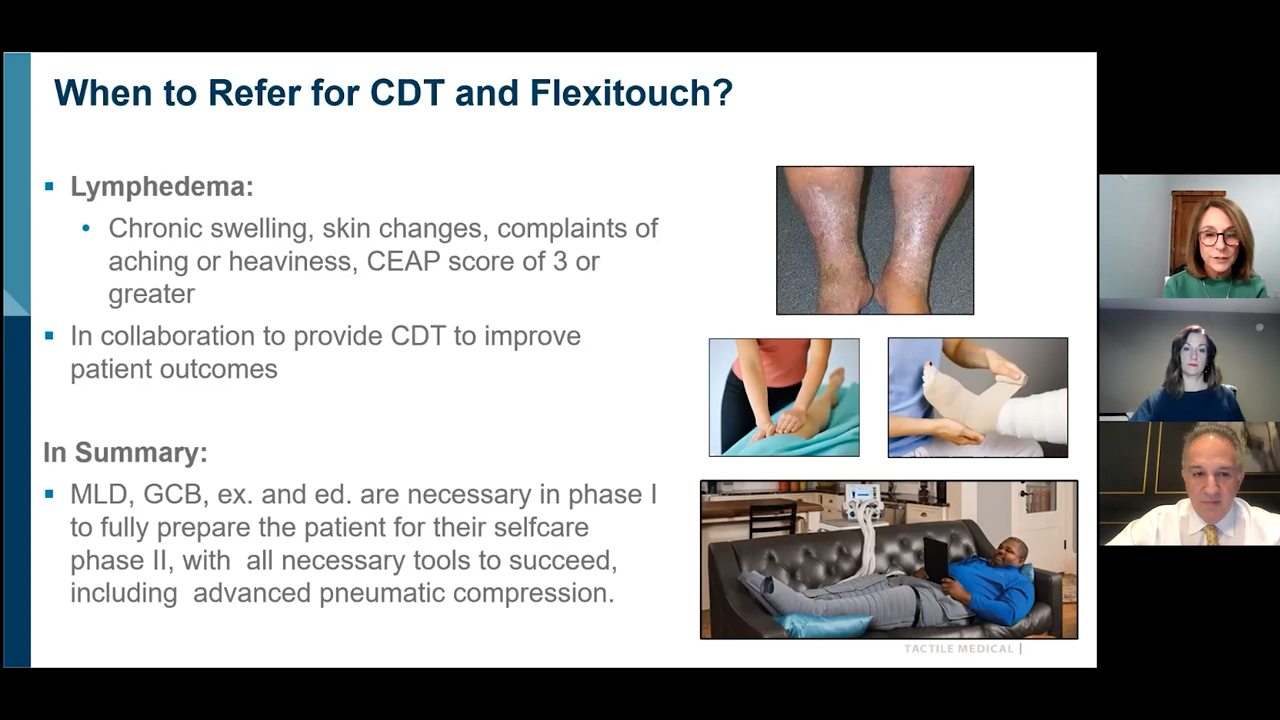 When to Refer for CDT and Flexitouch?
Lymphedema:
Chronic swelling, skin changes, complaints of
aching or heaviness, CEAP score of 3 or
greater
In collaboration to provide CDT to improve
patient outcomes
In Summary:
MLD, GCB, ex. and ed. are necessary in phase I
to fully prepare the patient for their selfcare
phase II, with all necessary tools to succeed,
including advanced pneumatic compression.
TACTILE MEDICAL |